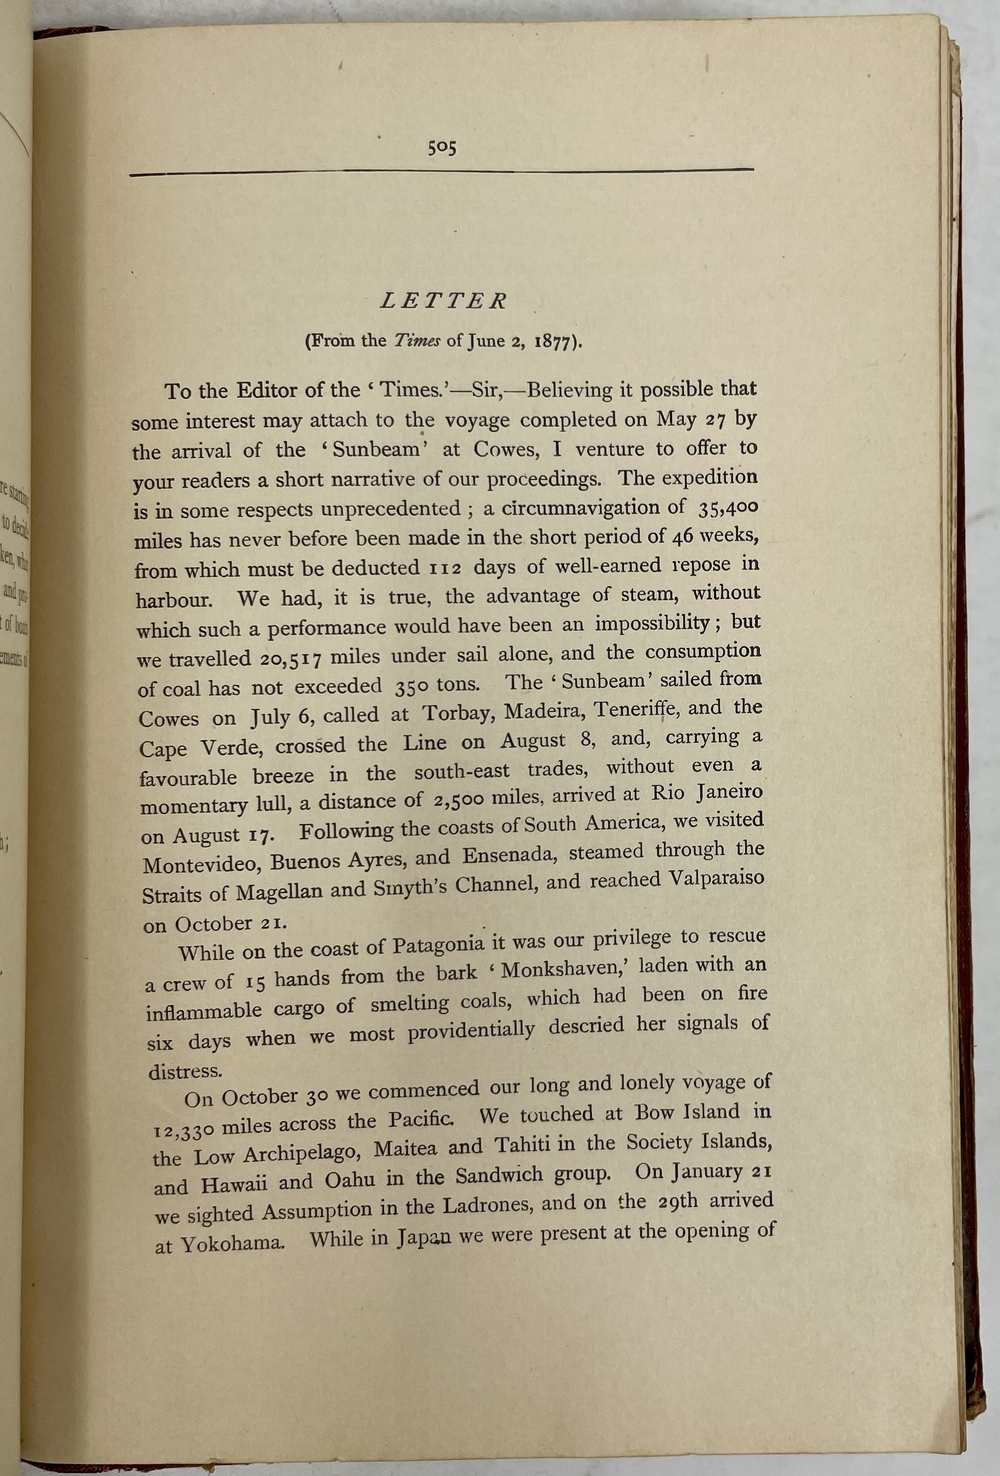 505
LETTER
(From the Times of June 2, 1877).
To the Editor of the ‘ Times.’—Sir,—Believing it possible that
some interest may attach to the voyage completed on May 27 by
the arrival of the ‘ Sunbeam ’ at Cowes, I venture to offer to
your readers a short narrative of our proceedings. The expedition
is in some respects unprecedented ; a circumnavigation of 35,400
miles has never before been made in the short period of 46 weeks,
from which must be deducted 112 days of well-earned repose in
harbour. We had, it is true, the advantage of steam, without
which such a performance would have been an impossibility ; but
we travelled 20,517 miles under sail alone, and the consumption
of coal has not exceeded 350 tons. The ‘ Sunbeam ’ sailed from
Cowes on July 6, called at Torbay, Madeira, Teneriffe, and the
Cape Verde, crossed the Line on August 8, and, carrying a
favourable breeze in the south-east trades, without even a
momentary lull, a distance of 2,500 miles, arrived at Rio Janeiro
on August 17. Following the coasts of South America, we visited
Montevideo, Buenos Ayres, and Ensenada, steamed through the
Straits of Magellan and Smyth’s Channel, and reached Valparaiso
on October 21.
While on the coast of Patagonia it was our privilege to rescue
a crew of 15 hands from the bark ‘ Monkshaven,’ laden with an
inflammable cargo of smelting coals, which had been on fire
six days when we most providentially descried her signals of
distress.
On October 30 we commenced our long and lonely voyage of
12,330 miles across the Pacific. We touched at Bow Island in
the Low Archipelago, Maitea and Tahiti in the Society Islands,
and Hawaii and Oahu in the Sandwich group. On January 21
we sighted Assumption in the Ladrones, and on the 29th arrived
at Yokohama. While in Japan we were present at the opening of